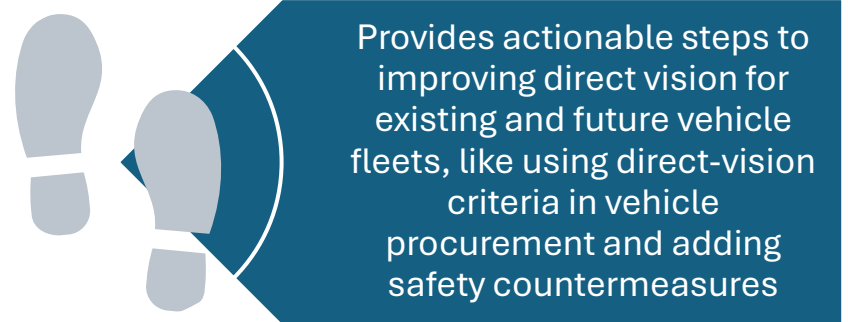 Provides actionable steps to
improving direct vision for
existing and future vehicle
fleets, like using direct-vision
criteria in vehicle
procurement and adding
safety countermeasures